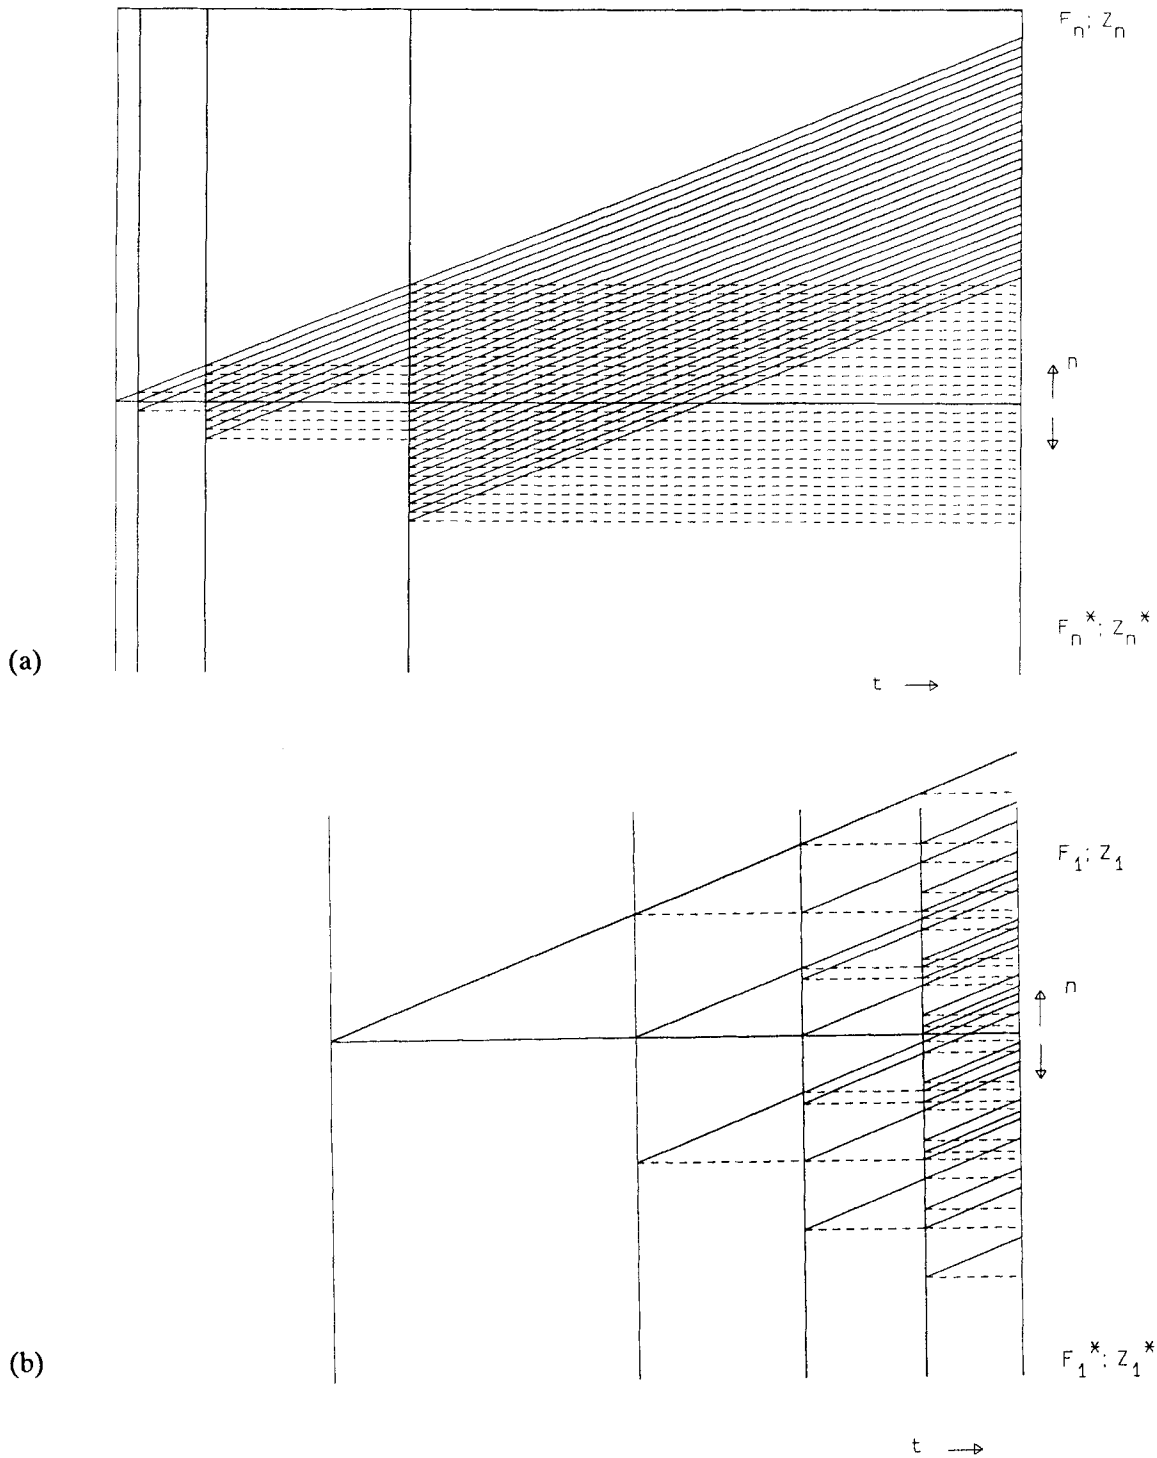 F_n; Z_n
n
F_n*; Z_n*
(a)
t →
F_1; Z_1
n
(b)
F_1*; Z_1*
t →